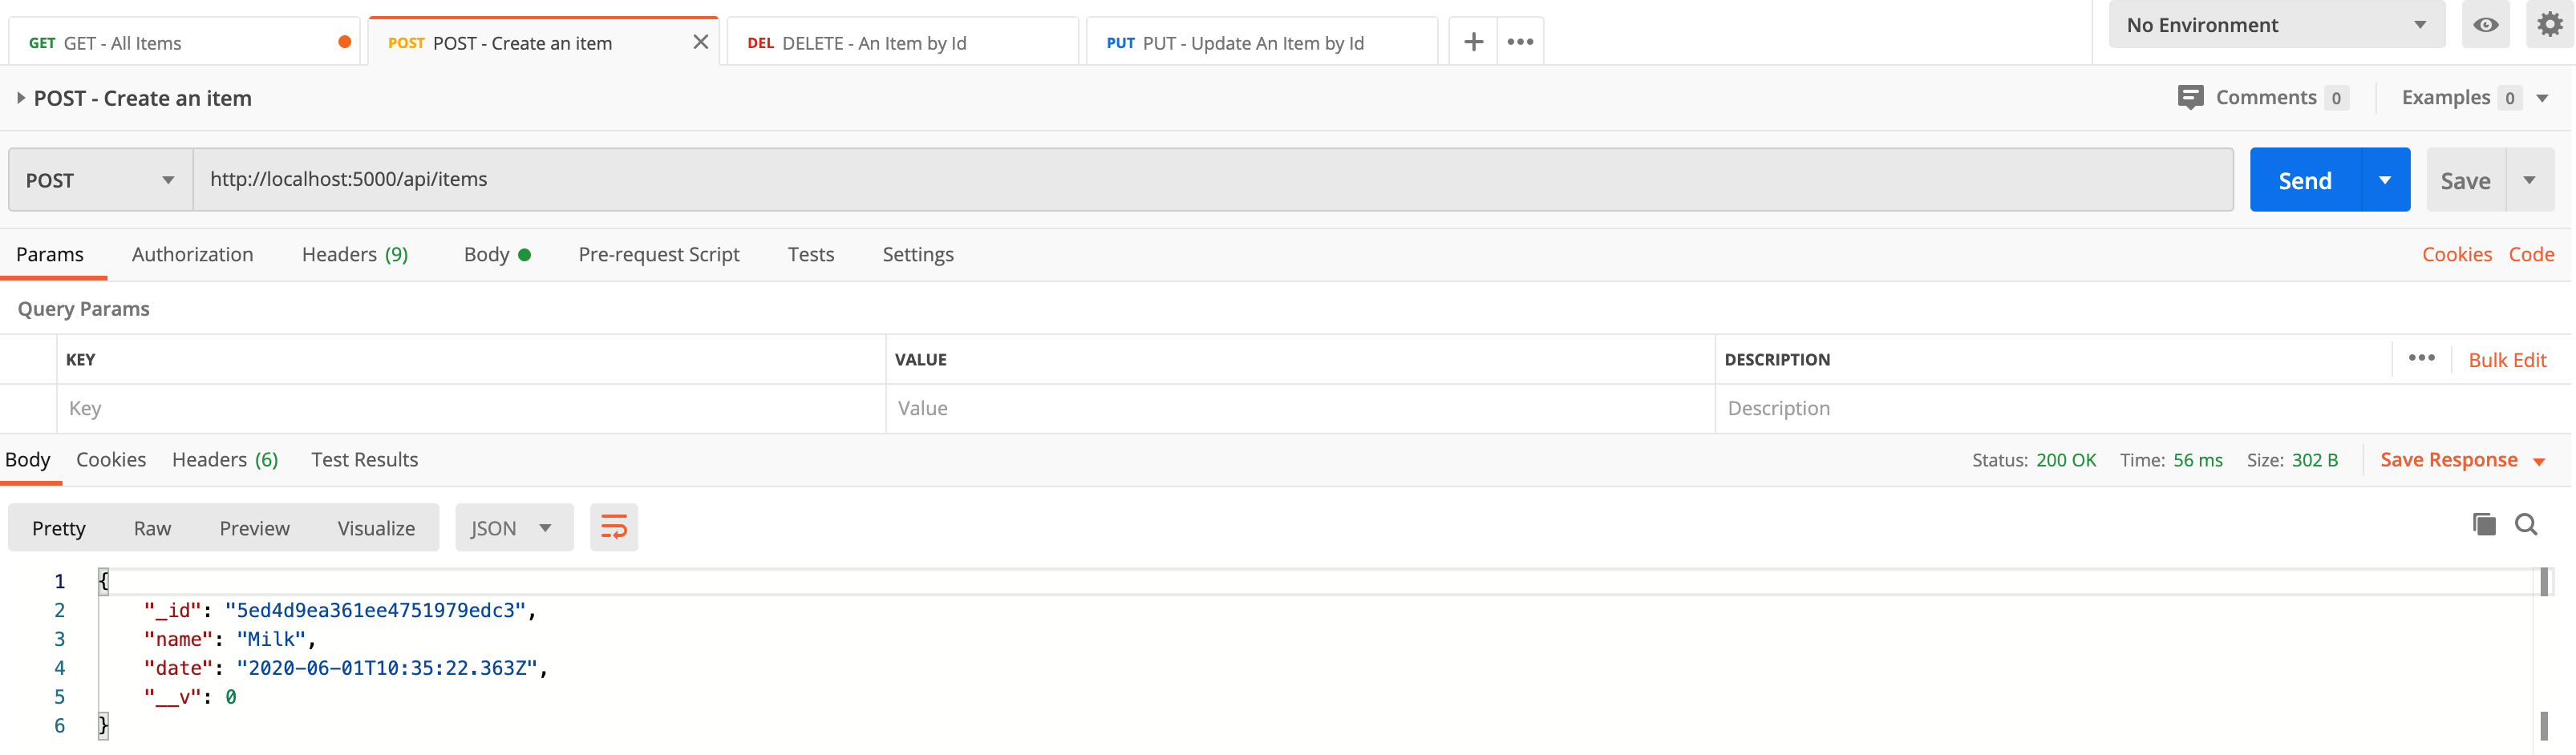 GET GET - All Items POST POST - Create an item DEL DELETE - An Item by Id PUT PUT - Update An Item by Id No Environment
POST - Create an item Comments 0 Examples 0
POST http://localhost:5000/api/items Send Save
Params Authorization Headers (9) Body Pre-request Script Tests Settings Cookies Code
Query Params
KEY VALUE DESCRIPTION Bulk Edit
Key Value Description
Body Cookies Headers (6) Test Results Status: 200 OK Time: 56 ms Size: 302 B Save Response
Pretty Raw Preview Visualize JSON
1 {
2 "_id": "5ed4d9ea361ee4751979edc3",
3 "name": "Milk",
4 "date": "2020-06-01T10:35:22.363Z",
5 "__v": 0
6 }